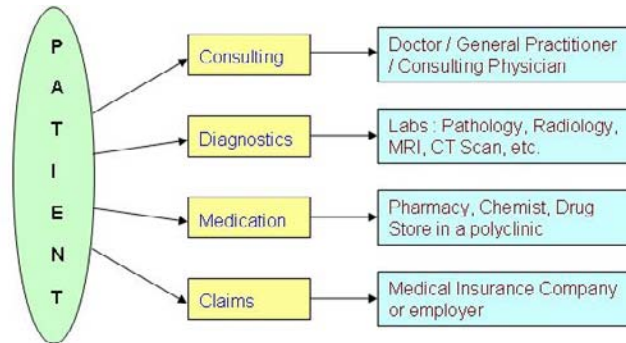 PATIENT
Consulting
Doctor / General Practitioner
/ Consulting Physician
Diagnostics
Labs : Pathology, Radiology,
MRI, CT Scan, etc.
Medication
Pharmacy, Chemist, Drug
Store in a polyclinic
Claims
Medical Insurance Company
or employer